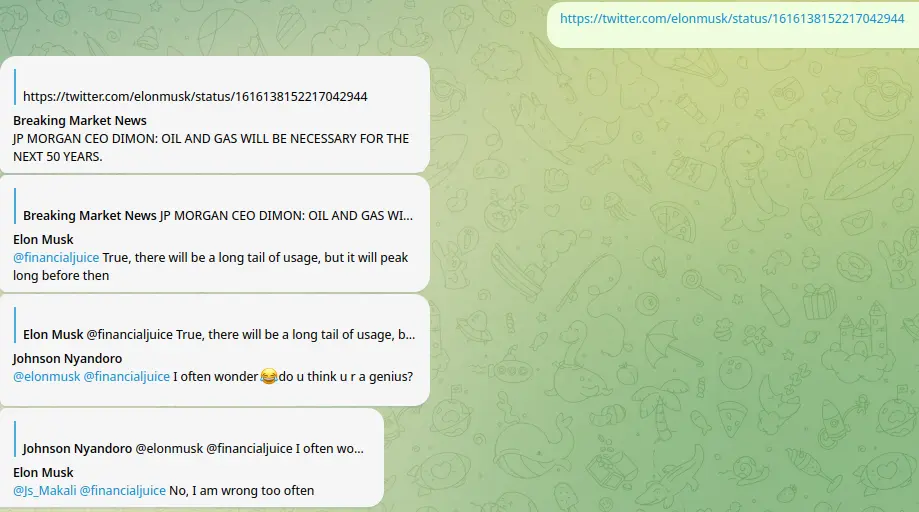 https://twitter.com/elonmusk/status/1616138152217042944
https://twitter.com/elonmusk/status/1616138152217042944
Breaking Market News
JP MORGAN CEO DIMON: OIL AND GAS WILL BE NECESSARY FOR THE
NEXT 50 YEARS.
Breaking Market News JP MORGAN CEO DIMON: OIL AND GAS WI...
Elon Musk
@financialjuice True, there will be a long tail of usage, but it will peak
long before then
Elon Musk @financialjuice True, there will be a long tail of usage, b...
Johnson Nyandoro
@elonmusk @financialjuice I often wonder😂do u think u r a genius?
Johnson Nyandoro @elonmusk @financialjuice I often wo...
Elon Musk
@Js_Makali @financialjuice No, I am wrong too often